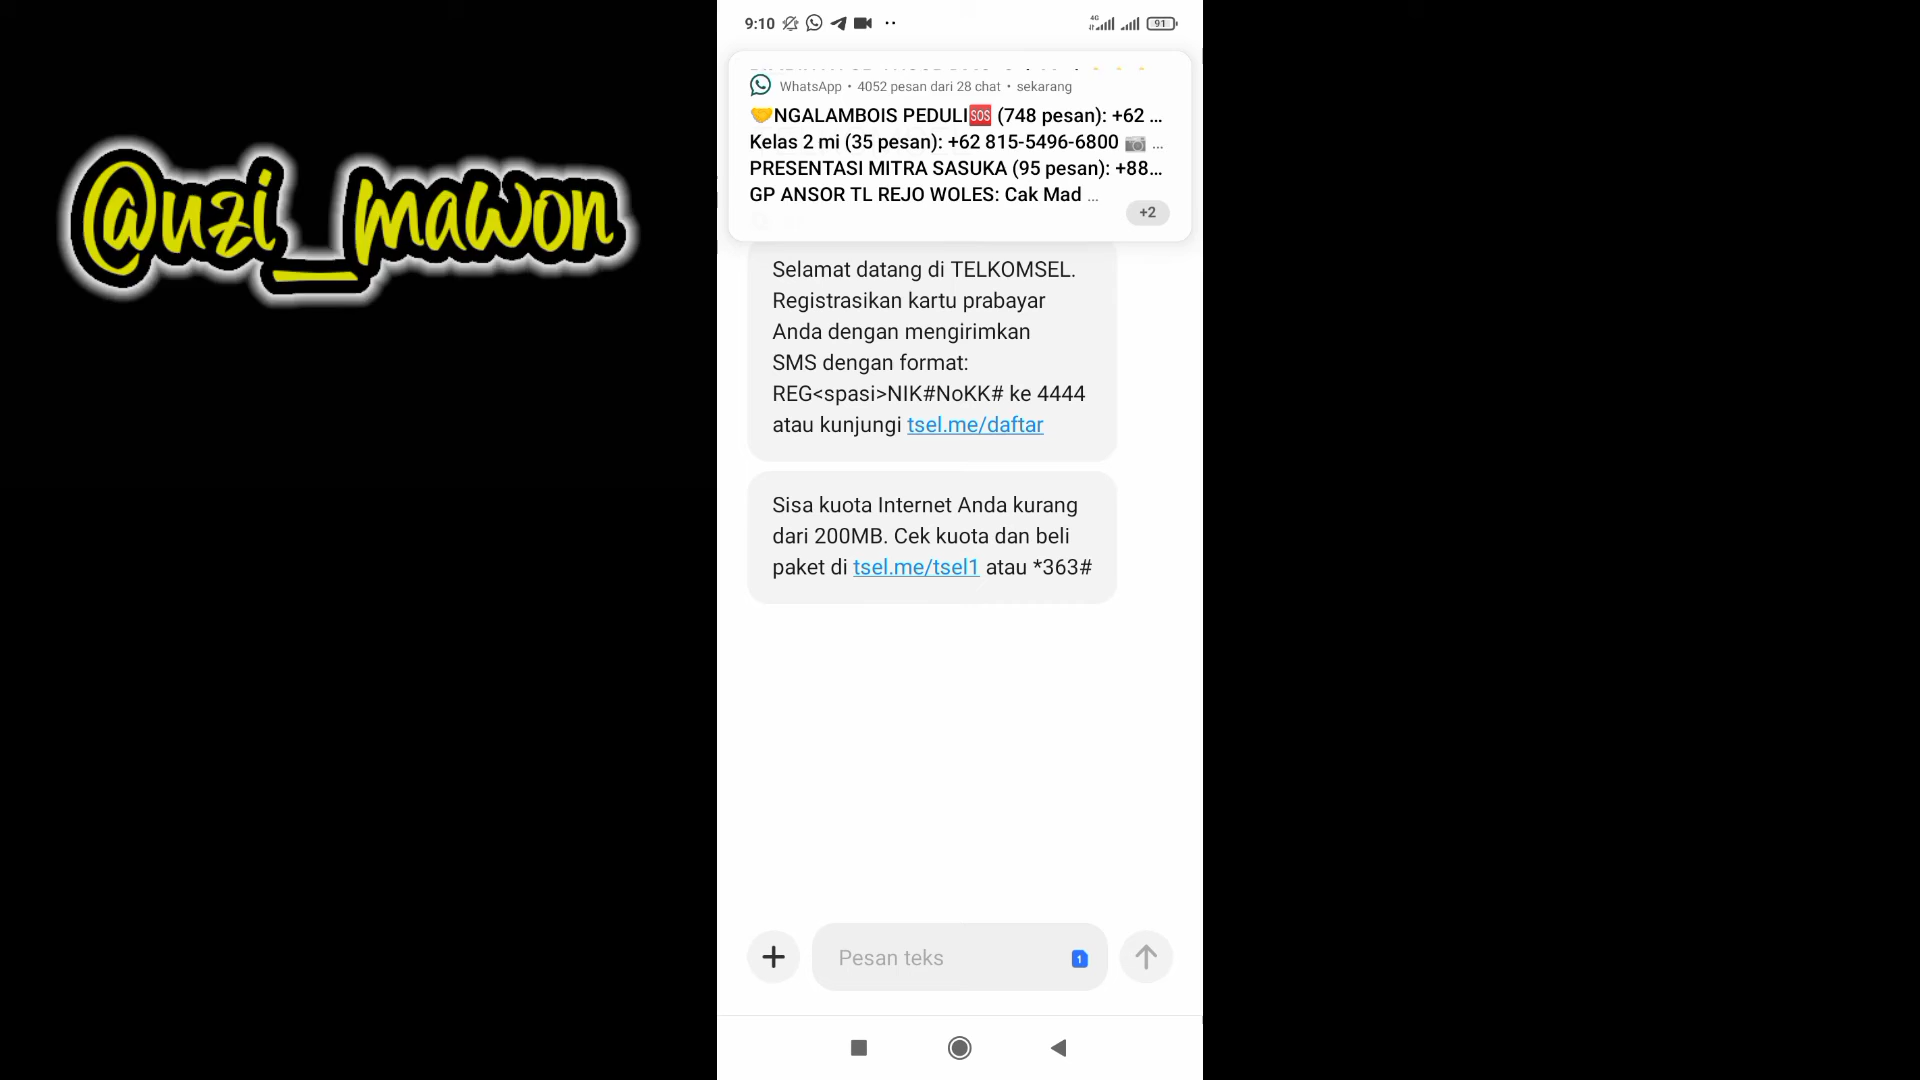 @uzi_mawon
9:10
4G
91
WhatsApp • 4052 pesan dari 28 chat • sekarang
🤝NGALAMBOIS PEDULI🆘 (748 pesan): +62 ...
Kelas 2 mi (35 pesan): +62 815-5496-6800 📷 ...
PRESENTASI MITRA SASUKA (95 pesan): +88...
GP ANSOR TL REJO WOLES: Cak Mad ...
+2
Selamat datang di TELKOMSEL.
Registrasikan kartu prabayar
Anda dengan mengirimkan
SMS dengan format:
REG<spasi>NIK#NoKK# ke 4444
atau kunjungi tsel.me/daftar
Sisa kuota Internet Anda kurang
dari 200MB. Cek kuota dan beli
paket di tsel.me/tsel1 atau *363#
Pesan teks
1